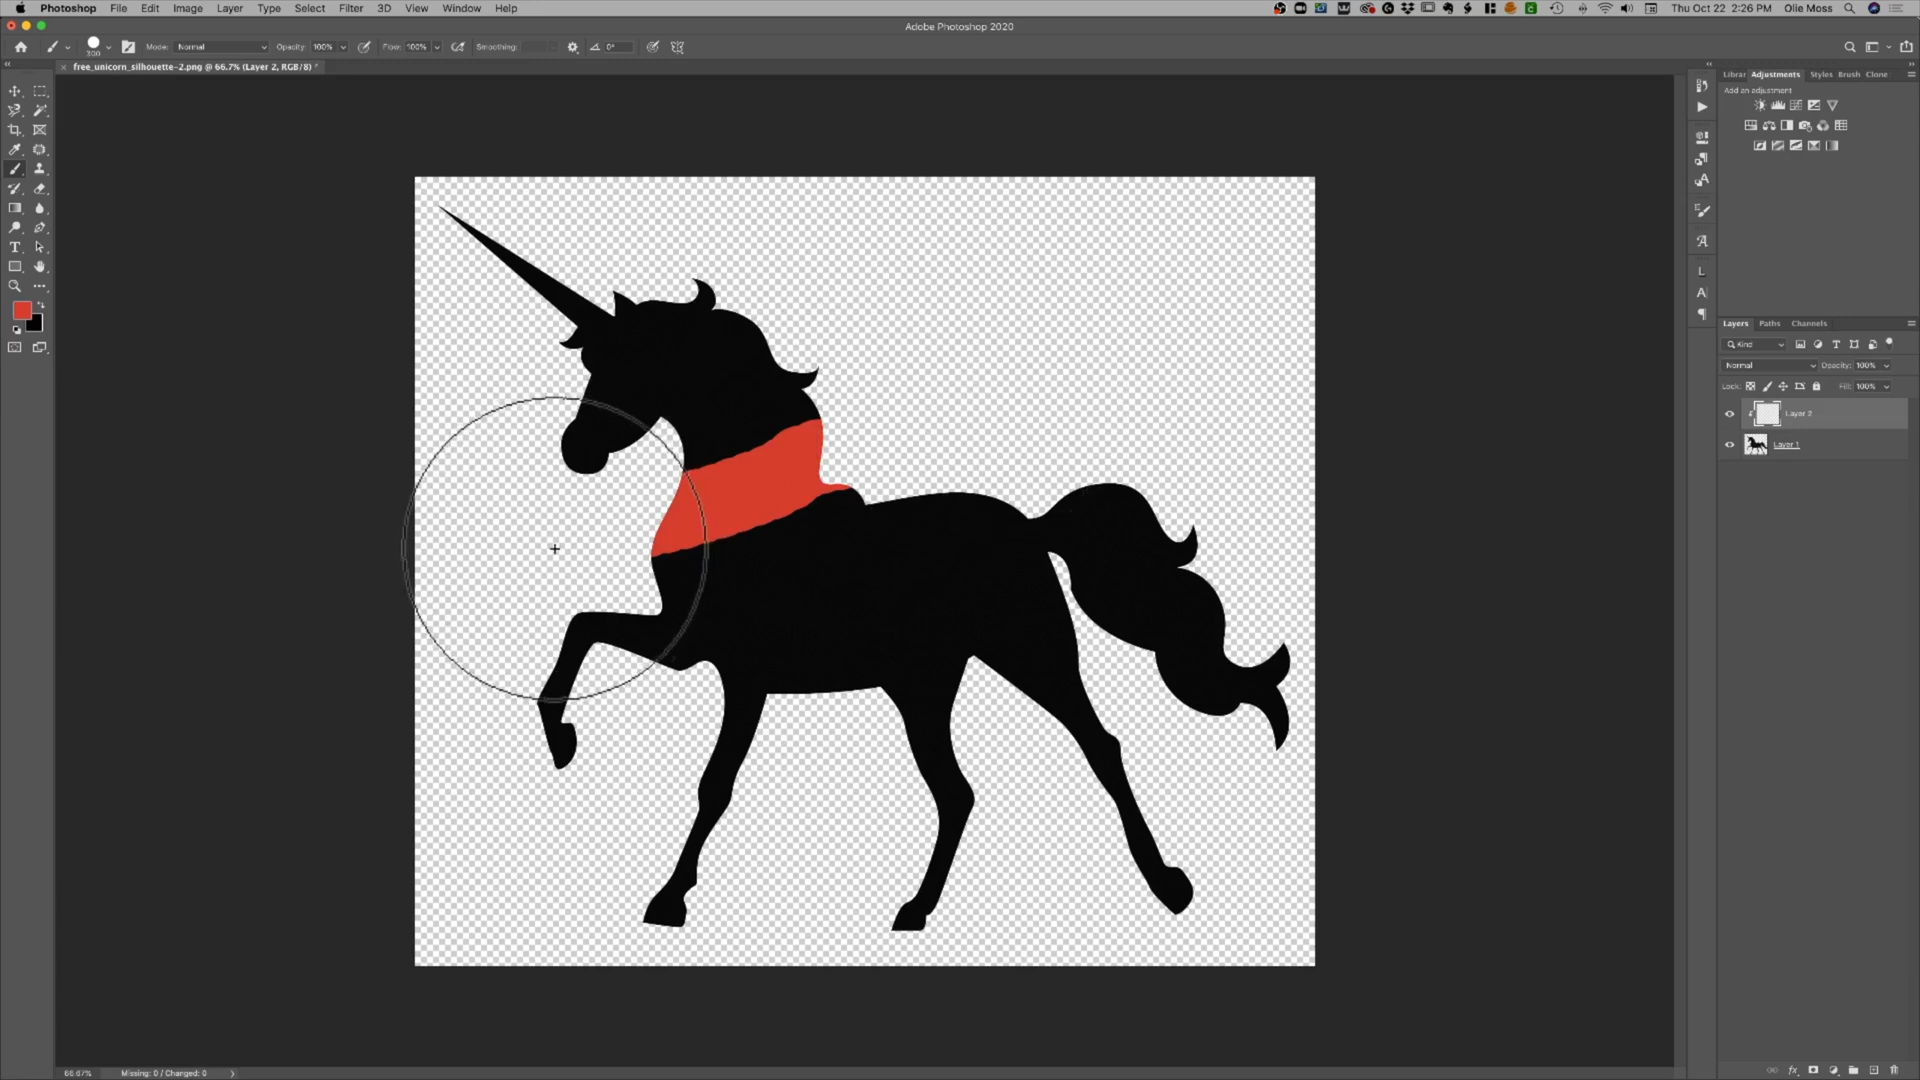 Photoshop File Edit Image Layer Type Select Filter 3D View Window Help Thu Oct 22 2:26 PM Olie Moss
Adobe Photoshop 2020
300 Mode: Normal Opacity: 100% Flow: 100% Smoothing: 0°
free_unicorn_silhouette-2.png @ 66.7% (Layer 2, RGB/8) *
Librar Adjustments Styles Brush Clone
Add an adjustment
Layers Paths Channels
Kind
Normal Opacity: 100%
Lock: Fill: 100%
Layer 2
Layer 1
66.67% Missing: 0 / Changed: 0